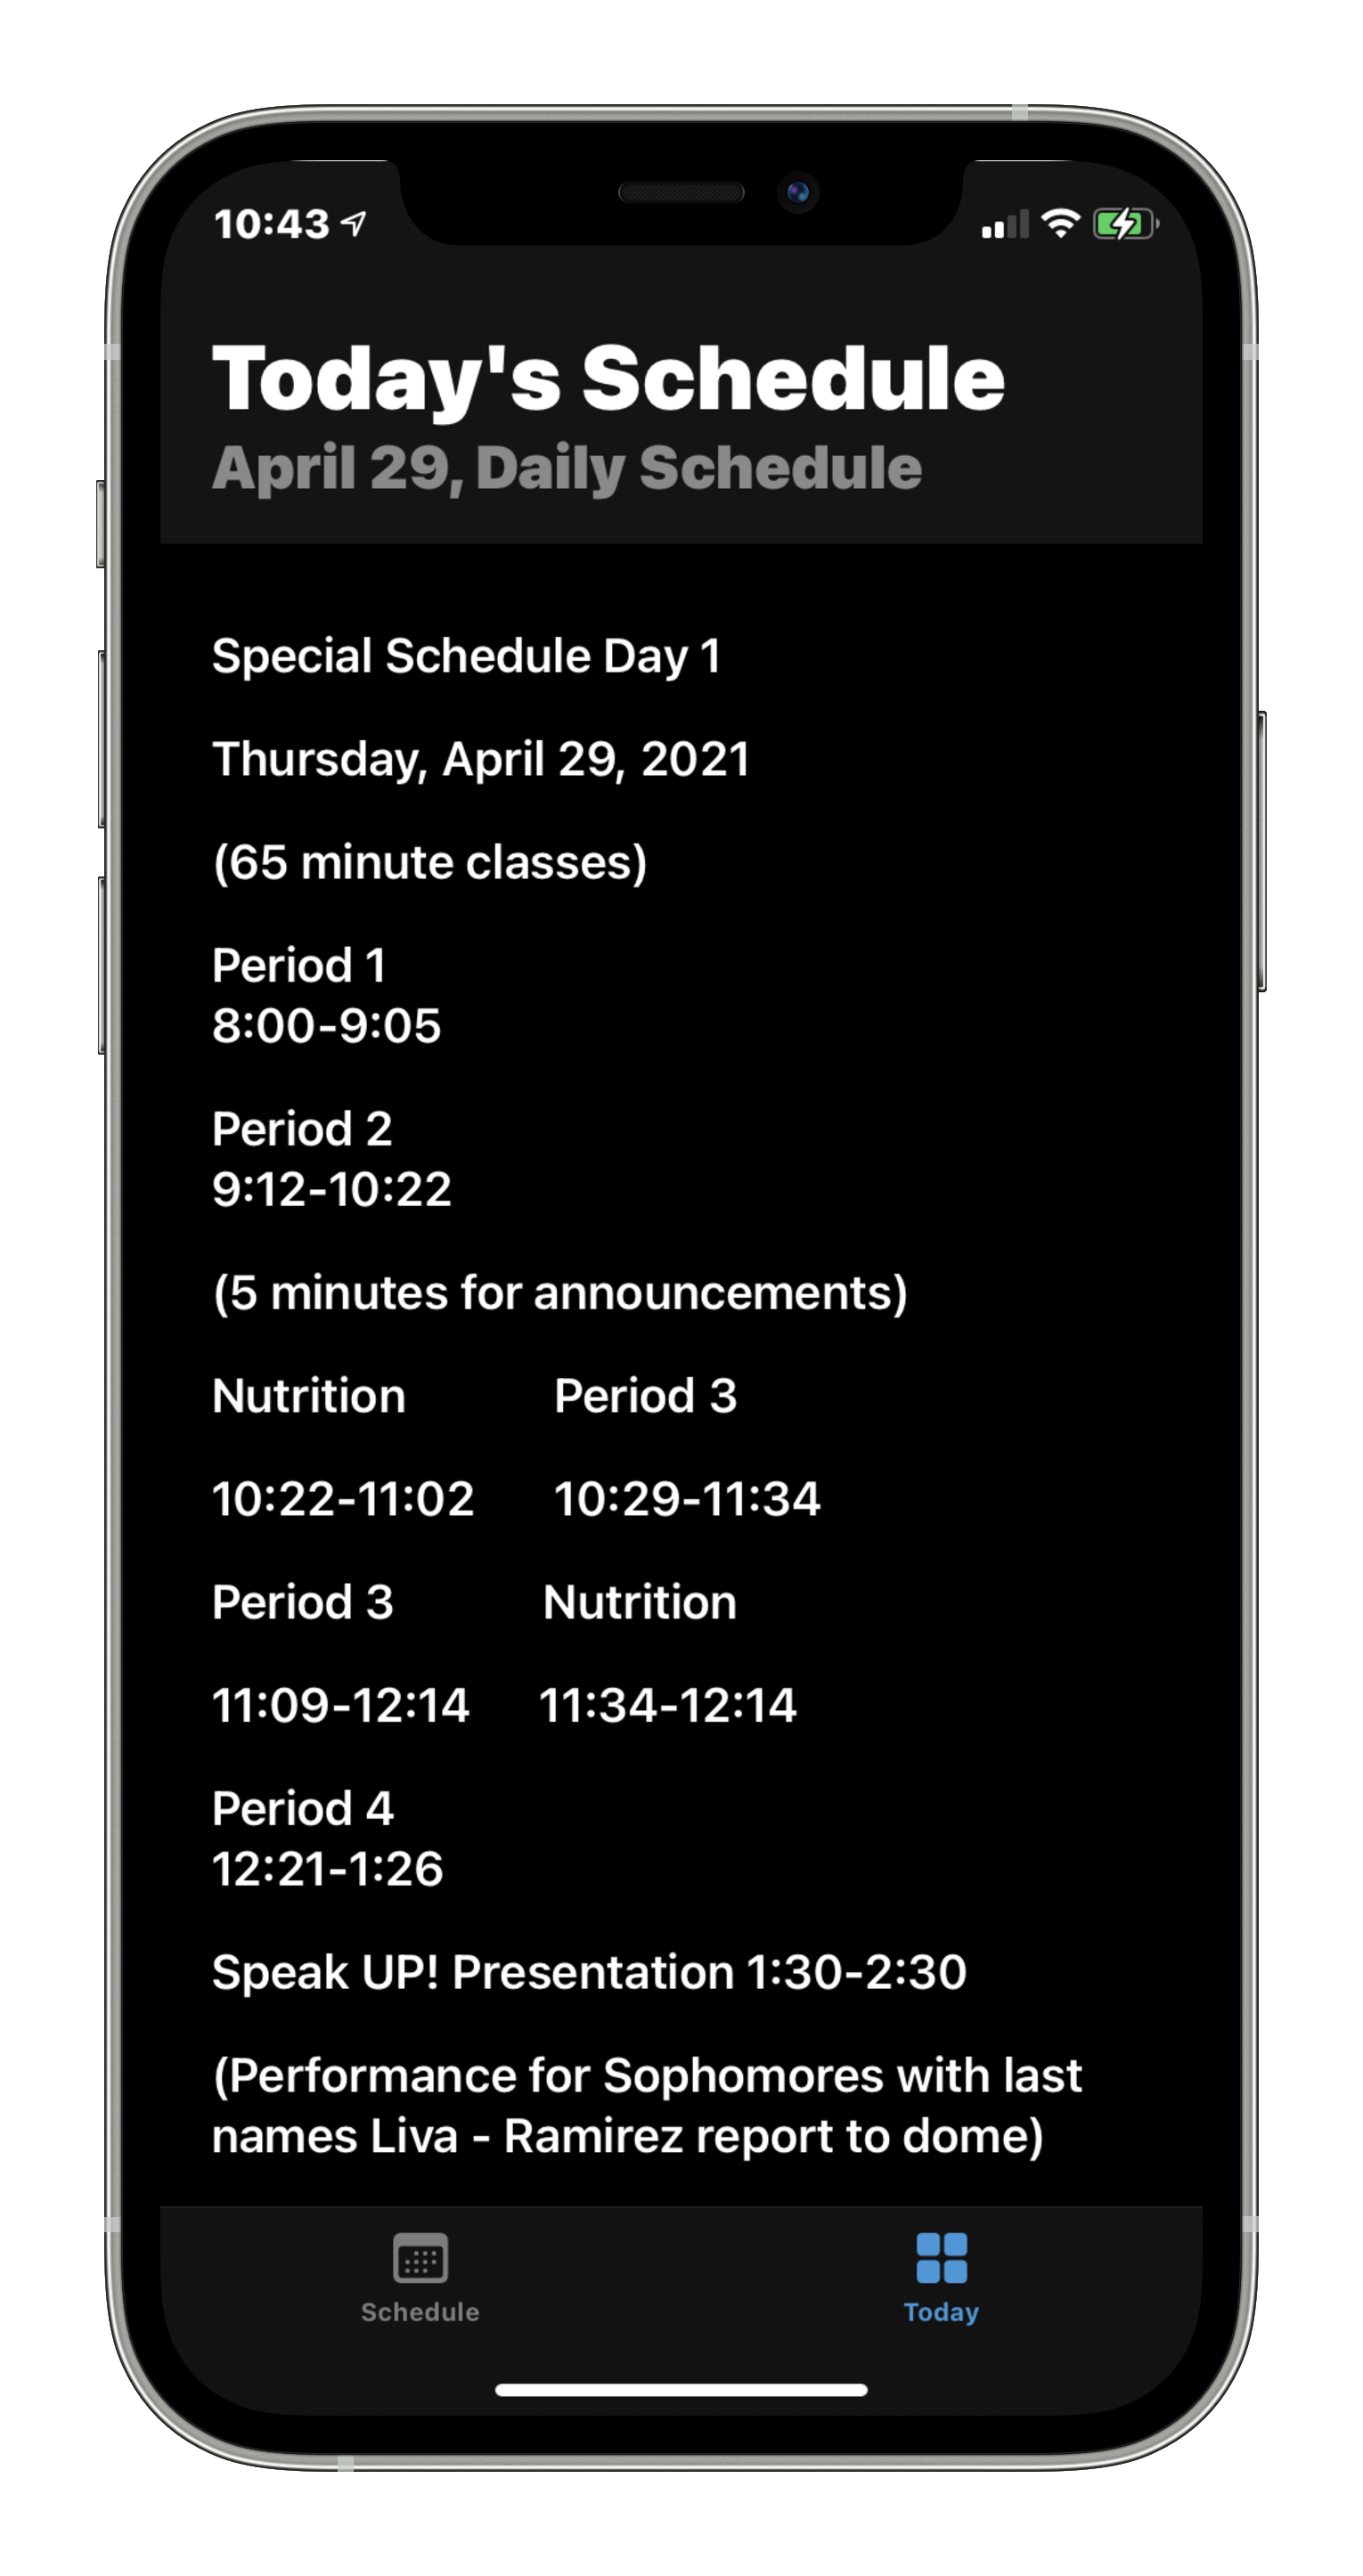 10:43
Today's Schedule
April 29, Daily Schedule
Special Schedule Day 1
Thursday, April 29, 2021
(65 minute classes)
Period 1
8:00-9:05
Period 2
9:12-10:22
(5 minutes for announcements)
Nutrition Period 3
10:22-11:02 10:29-11:34
Period 3 Nutrition
11:09-12:14 11:34-12:14
Period 4
12:21-1:26
Speak UP! Presentation 1:30-2:30
(Performance for Sophomores with last
names Liva - Ramirez report to dome)
Schedule Today